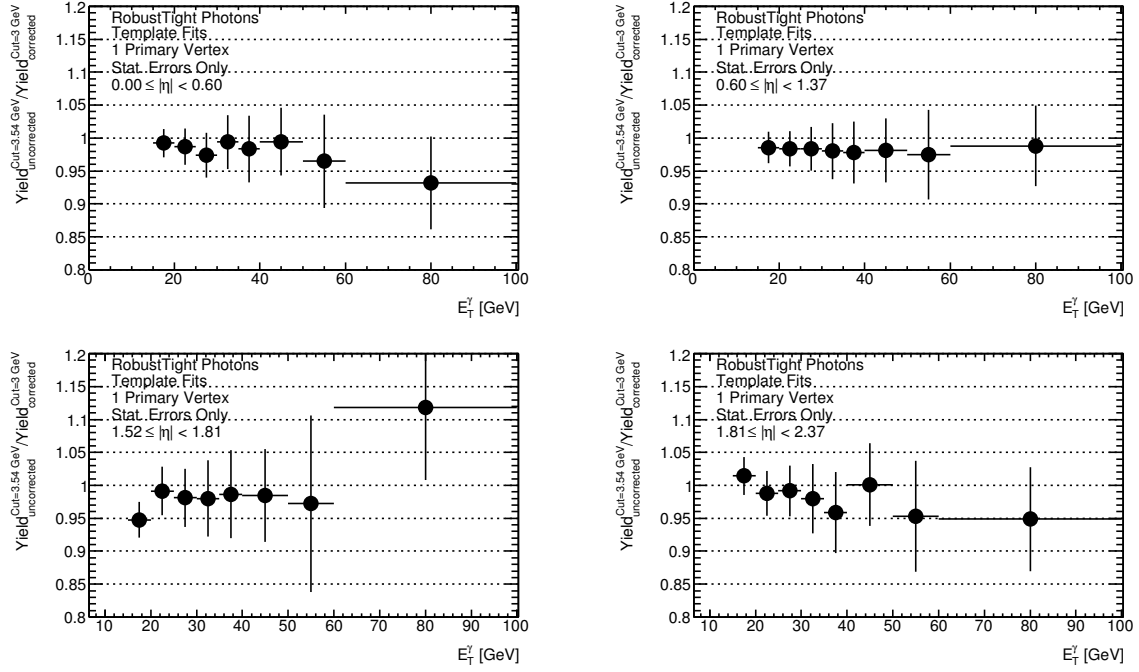 Yield^{Cut=3.54 GeV}_{uncorrected}/Yield^{Cut=3 GeV}_{corrected}
1.2
1.15
1.1
1.05
1
0.95
0.9
0.85
0.8
RobustTight Photons
Template Fits
1 Primary Vertex
Stat. Errors Only
0.00 ≤ |η| < 0.60
0 20 40 60 80 100
E_T^γ [GeV]
Yield^{Cut=3.54 GeV}_{uncorrected}/Yield^{Cut=3 GeV}_{corrected}
1.2
1.15
1.1
1.05
1
0.95
0.9
0.85
0.8
RobustTight Photons
Template Fits
1 Primary Vertex
Stat. Errors Only
0.60 ≤ |η| < 1.37
0 10 20 30 40 50 60 70 80 90 100
E_T^γ [GeV]
Yield^{Cut=3.54 GeV}_{uncorrected}/Yield^{Cut=3 GeV}_{corrected}
1.2
1.15
1.1
1.05
1
0.95
0.9
0.85
0.8
RobustTight Photons
Template Fits
1 Primary Vertex
Stat. Errors Only
1.52 ≤ |η| < 1.81
10 20 30 40 50 60 70 80 90 100
E_T^γ [GeV]
Yield^{Cut=3.54 GeV}_{uncorrected}/Yield^{Cut=3 GeV}_{corrected}
1.2
1.15
1.1
1.05
1
0.95
0.9
0.85
0.8
RobustTight Photons
Template Fits
1 Primary Vertex
Stat. Errors Only
1.81 ≤ |η| < 2.37
10 20 30 40 50 60 70 80 90 100
E_T^γ [GeV]